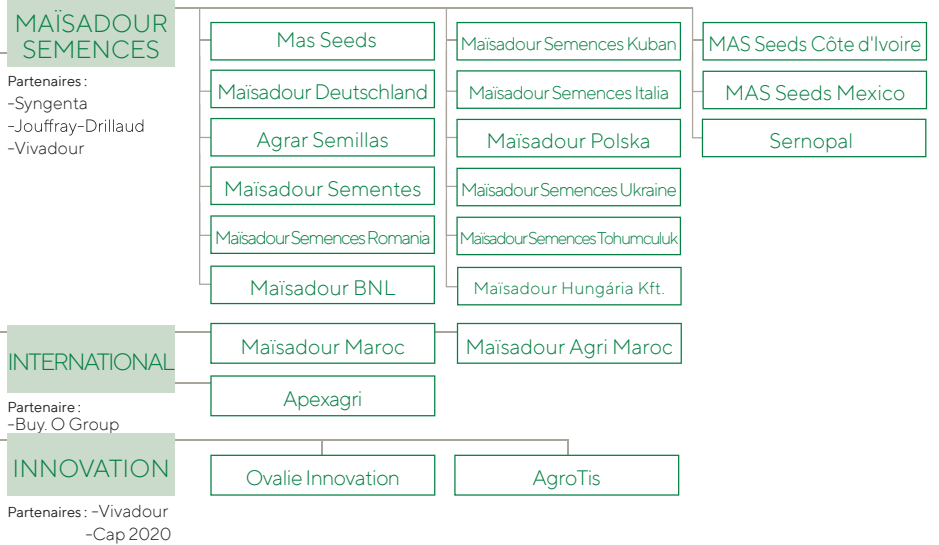 MAÏSADOUR
SEMENCES
Partenaires :
-Syngenta
-Jouffray-Drillaud
-Vivadour
Mas Seeds
Maïsadour Deutschland
Agrar Semillas
Maïsadour Sementes
Maïsadour Semences Romania
Maïsadour BNL
Maïsadour Semences Kuban
Maïsadour Semences Italia
Maïsadour Polska
Maïsadour Semences Ukraine
Maïsadour Semences Tohumculuk
Maïsadour Hungária Kft.
MAS Seeds Côte d'Ivoire
MAS Seeds Mexico
Sernopal
INTERNATIONAL
Partenaire :
-Buy. O Group
Maïsadour Maroc
Maïsadour Agri Maroc
Apexagri
INNOVATION
Partenaires : -Vivadour
-Cap 2020
Ovalie Innovation
AgroTis